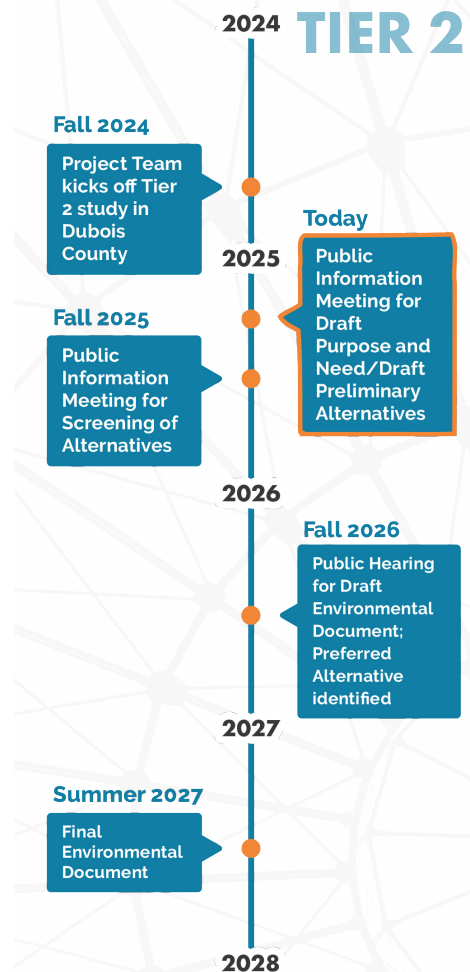 2024
TIER 2
Fall 2024
Project Team
kicks off Tier
2 study in
Dubois
County
Today
Public
Information
Meeting for
Draft
Purpose and
Need/Draft
Preliminary
Alternatives
2025
Fall 2025
Public
Information
Meeting for
Screening of
Alternatives
2026
Fall 2026
Public Hearing
for Draft
Environmental
Document;
Preferred
Alternative
identified
2027
Summer 2027
Final
Environmental
Document
2028